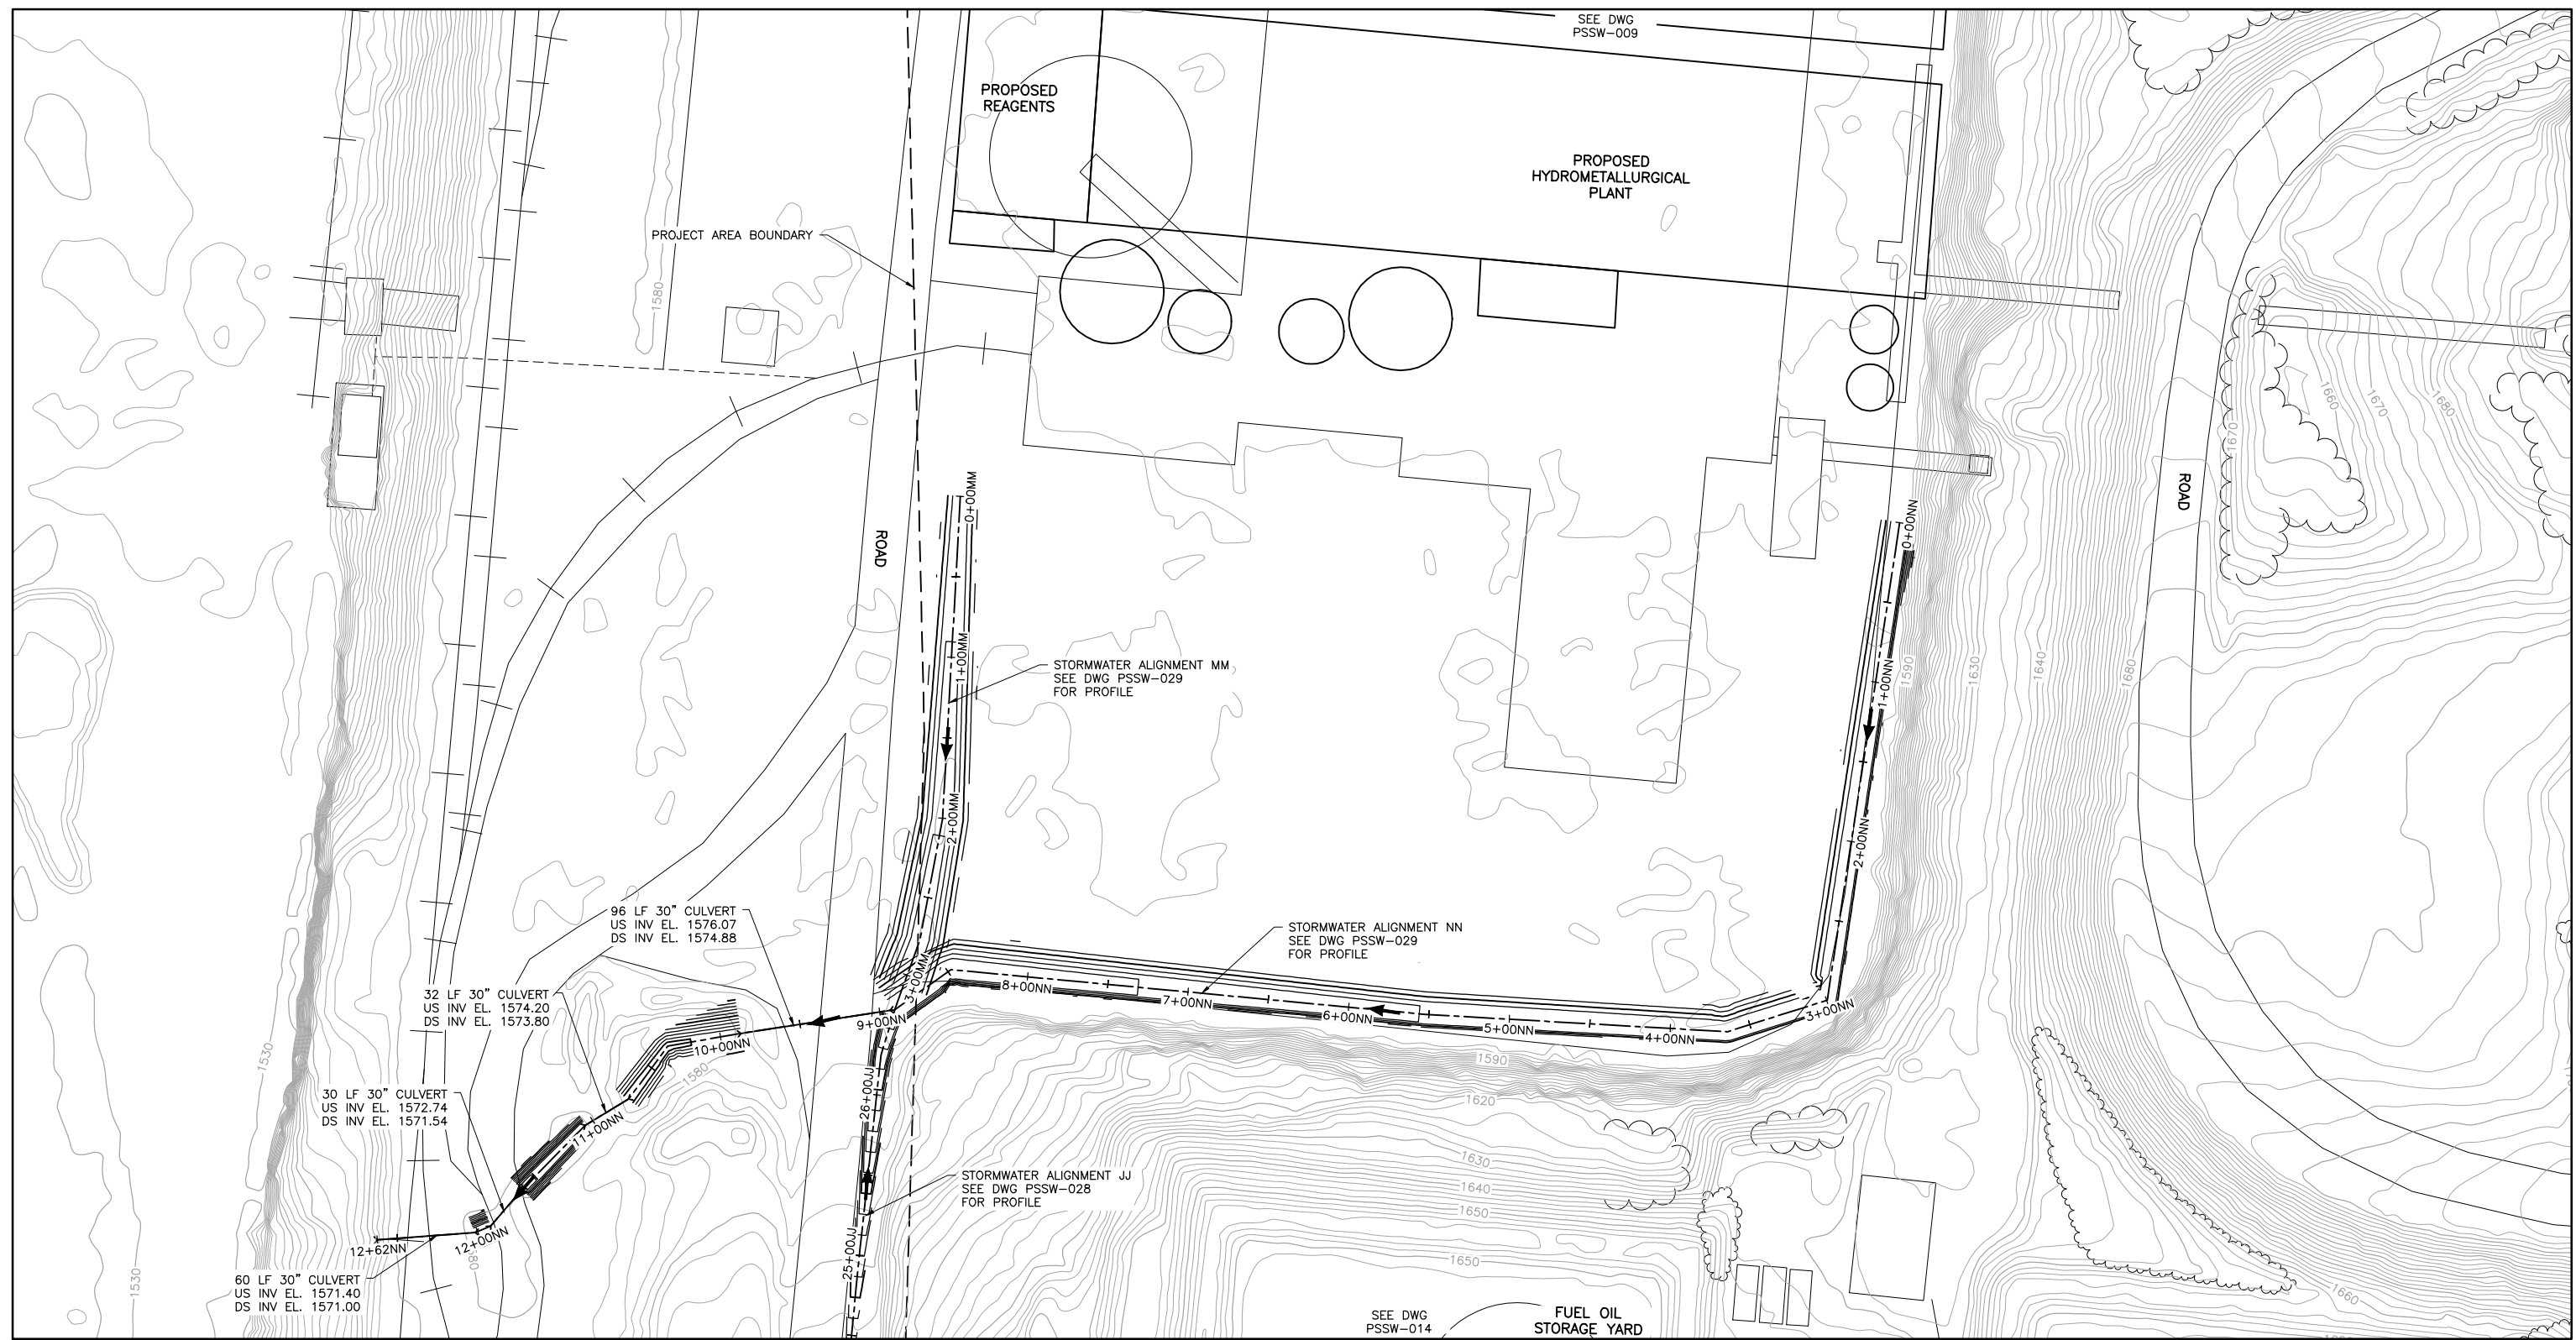 SEE DWG
PSSW-009
PROPOSED
REAGENTS
PROPOSED
HYDROMETALLURGICAL
PLANT
PROJECT AREA BOUNDARY
1580
1660
1670
1680
1670
ROAD
ROAD
0+00MM
0+00NN
1+00MM
1+00NN
STORMWATER ALIGNMENT MM
SEE DWG PSSW-029
FOR PROFILE
1590
1630
1640
1680
2+00MM
2+00NN
96 LF 30" CULVERT
US INV EL. 1576.07
DS INV EL. 1574.88
STORMWATER ALIGNMENT NN
SEE DWG PSSW-029
FOR PROFILE
3+00MM
32 LF 30" CULVERT
US INV EL. 1574.20
DS INV EL. 1573.80
9+00NN
8+00NN
7+00NN
6+00NN
5+00NN
4+00NN
3+00NN
10+00NN
1530
1580
1590
1620
30 LF 30" CULVERT
US INV EL. 1572.74
DS INV EL. 1571.54
26+00JJ
11+00NN
STORMWATER ALIGNMENT JJ
SEE DWG PSSW-028
FOR PROFILE
1630
1640
1650
1650
25+00JJ
12+62NN
12+00NN
1530
60 LF 30" CULVERT
US INV EL. 1571.40
DS INV EL. 1571.00
SEE DWG
PSSW-014
FUEL OIL
STORAGE YARD
1660